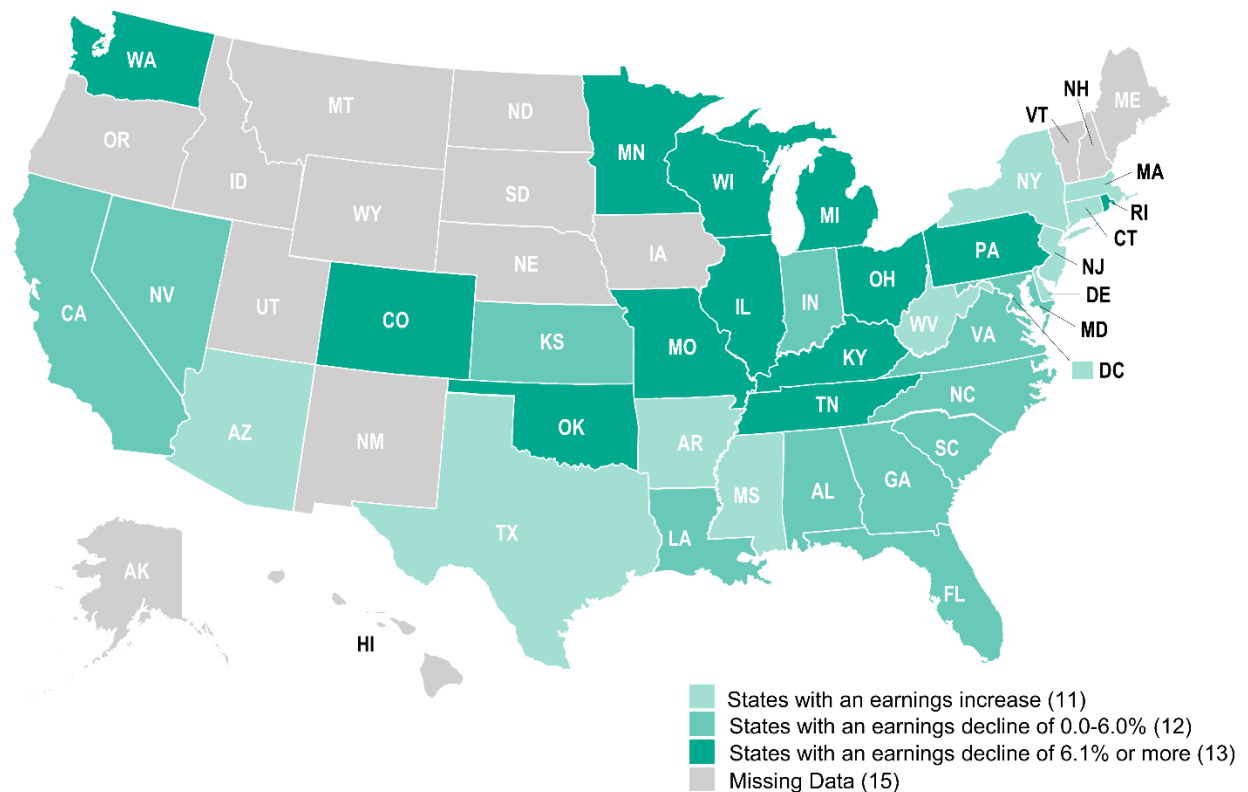 WA
MT
ND
NH
ME
VT
OR
MN
ID
SD
WI
NY
MA
WY
MI
RI
CT
IA
PA
NE
NJ
OH
NV
IL
IN
DE
UT
CA
CO
WV
MD
KS
MO
VA
KY
DC
NC
TN
OK
AZ
NM
AR
SC
MS
AL
GA
TX
LA
AK
FL
HI
States with an earnings increase (11)
States with an earnings decline of 0.0-6.0% (12)
States with an earnings decline of 6.1% or more (13)
Missing Data (15)